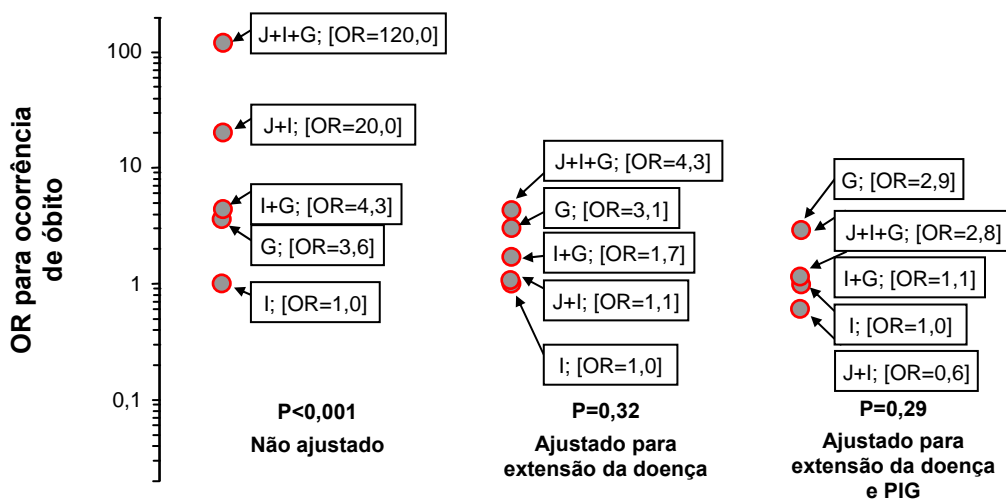 OR para ocorrência
de óbito
100
10
1
0,1
J+I+G; [OR=120,0]
J+I; [OR=20,0]
I+G; [OR=4,3]
G; [OR=3,6]
I; [OR=1,0]
P<0,001
Não ajustado
J+I+G; [OR=4,3]
G; [OR=3,1]
I+G; [OR=1,7]
J+I; [OR=1,1]
I; [OR=1,0]
P=0,32
Ajustado para
extensão da doença
G; [OR=2,9]
J+I+G; [OR=2,8]
I+G; [OR=1,1]
I; [OR=1,0]
J+I; [OR=0,6]
P=0,29
Ajustado para
extensão da doença
e PIG